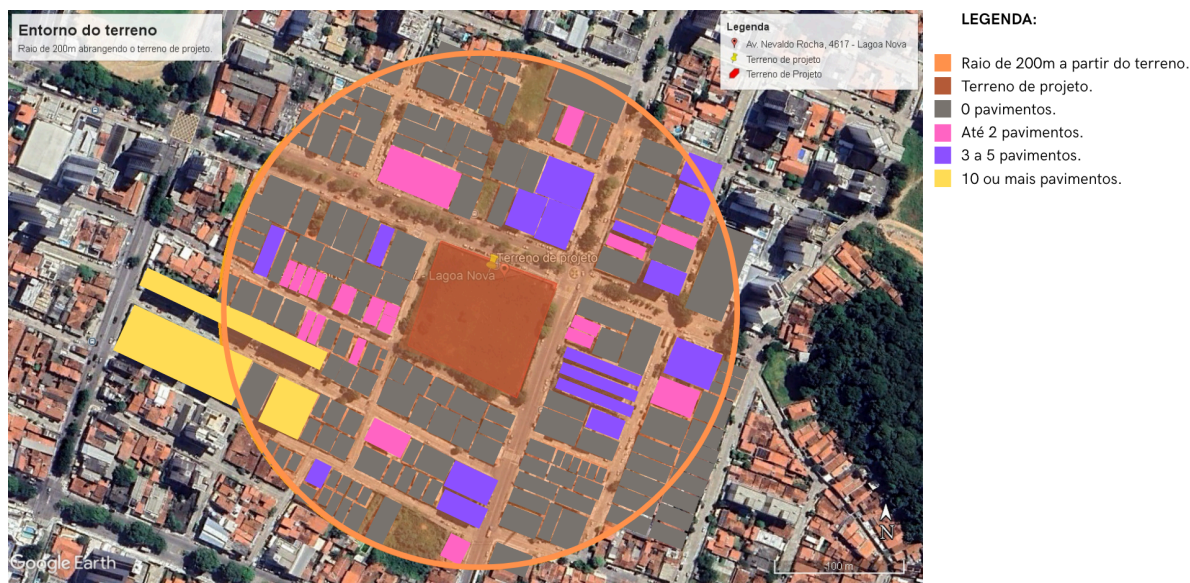 Entorno do terreno
Raio de 200m abrangendo o terreno de projeto.
Legenda
Av. Nevaldo Rocha, 4617 - Lagoa Nova
Terreno de projeto
Terreno de Projeto
LEGENDA:
Raio de 200m a partir do terreno.
Terreno de projeto.
0 pavimentos.
Até 2 pavimentos.
3 a 5 pavimentos.
10 ou mais pavimentos.
Terreno de projeto
- Lagoa Nova
N
Google Earth
100 m